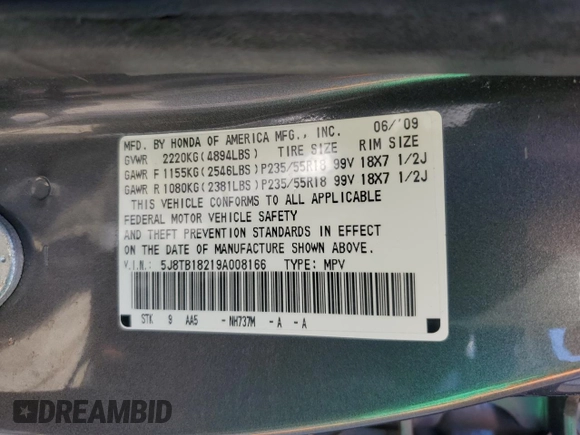 MFD. BY HONDA OF AMERICA MFG., INC. 06/'09
GVWR 2220KG(4894LBS) TIRE SIZE RIM SIZE
GAWR F 1155KG(2546LBS)P235/55R18 99V 18X7 1/2J
GAWR R 1080KG(2381LBS)P235/55R18 99V 18X7 1/2J
THIS VEHICLE CONFORMS TO ALL APPLICABLE
FEDERAL MOTOR VEHICLE SAFETY
AND THEFT PREVENTION STANDARDS IN EFFECT
ON THE DATE OF MANUFACTURE SHOWN ABOVE.
V.I.N.: 5J8TB18219A008166 TYPE: MPV
STK 9 AA5 -NH737M -A -A
DREAMBID